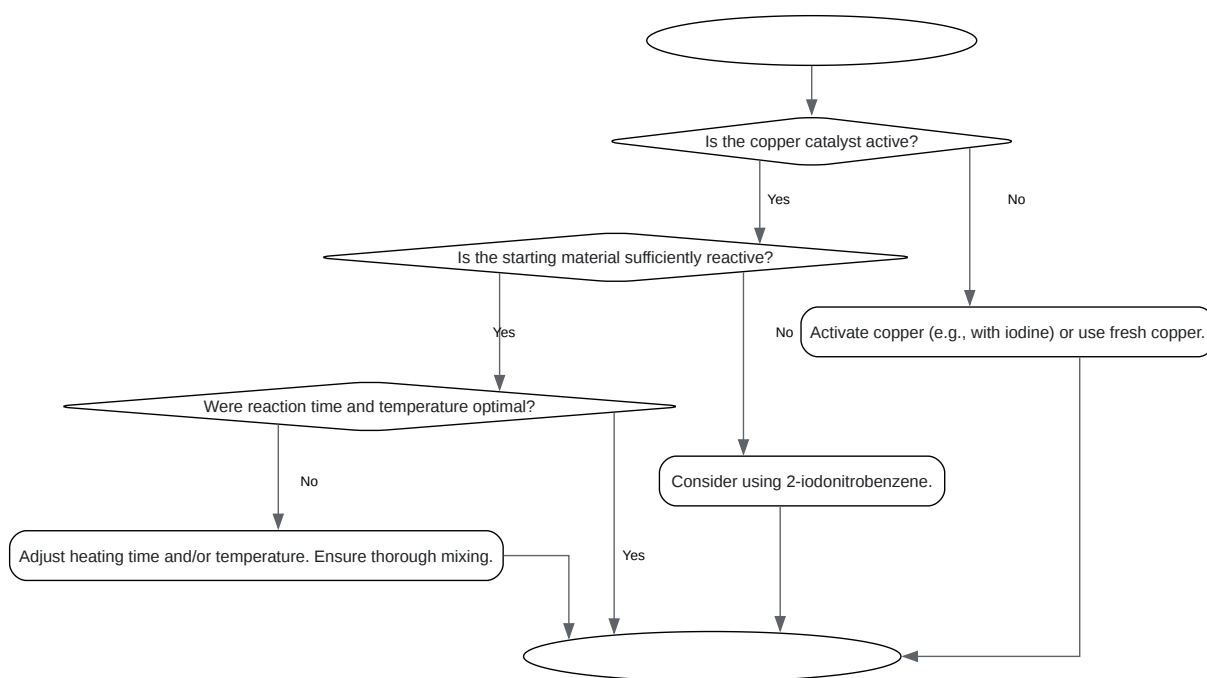 Is the copper catalyst active?
Yes
No
Is the starting material sufficiently reactive?
Yes
No
Activate copper (e.g., with iodine) or use fresh copper.
Were reaction time and temperature optimal?
No
Consider using 2-iodonitrobenzene.
Adjust heating time and/or temperature. Ensure thorough mixing.
Yes